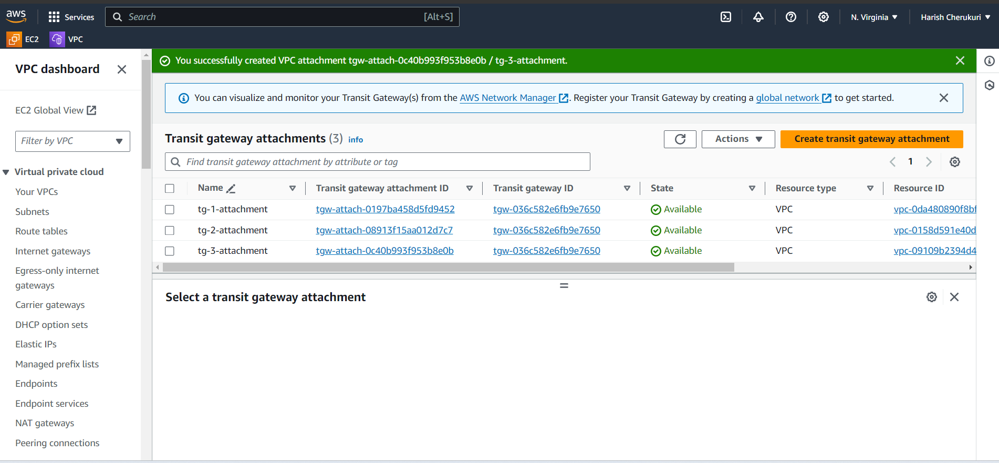 aws
Services
Search [Alt+S]
N. Virginia
Harish Cherukuri
EC2
VPC
VPC dashboard
EC2 Global View
Filter by VPC
Virtual private cloud
Your VPCs
Subnets
Route tables
Internet gateways
Egress-only internet
gateways
Carrier gateways
DHCP option sets
Elastic IPs
Managed prefix lists
Endpoints
Endpoint services
NAT gateways
Peering connections
You successfully created VPC attachment tgw-attach-0c40b993f953b8e0b / tg-3-attachment.
You can visualize and monitor your Transit Gateway(s) from the AWS Network Manager. Register your Transit Gateway by creating a global network to get started.
Transit gateway attachments (3) info
Actions
Create transit gateway attachment
Find transit gateway attachment by attribute or tag
1
Name Transit gateway attachment ID Transit gateway ID State Resource type Resource ID
tg-1-attachment tgw-attach-0197ba458d5fd9452 tgw-036c582e6fb9e7650 Available VPC vpc-0da480890f8bf
tg-2-attachment tgw-attach-08913f15aa012d7c7 tgw-036c582e6fb9e7650 Available VPC vpc-0158d591e40d
tg-3-attachment tgw-attach-0c40b993f953b8e0b tgw-036c582e6fb9e7650 Available VPC vpc-09109b2394d4
Select a transit gateway attachment